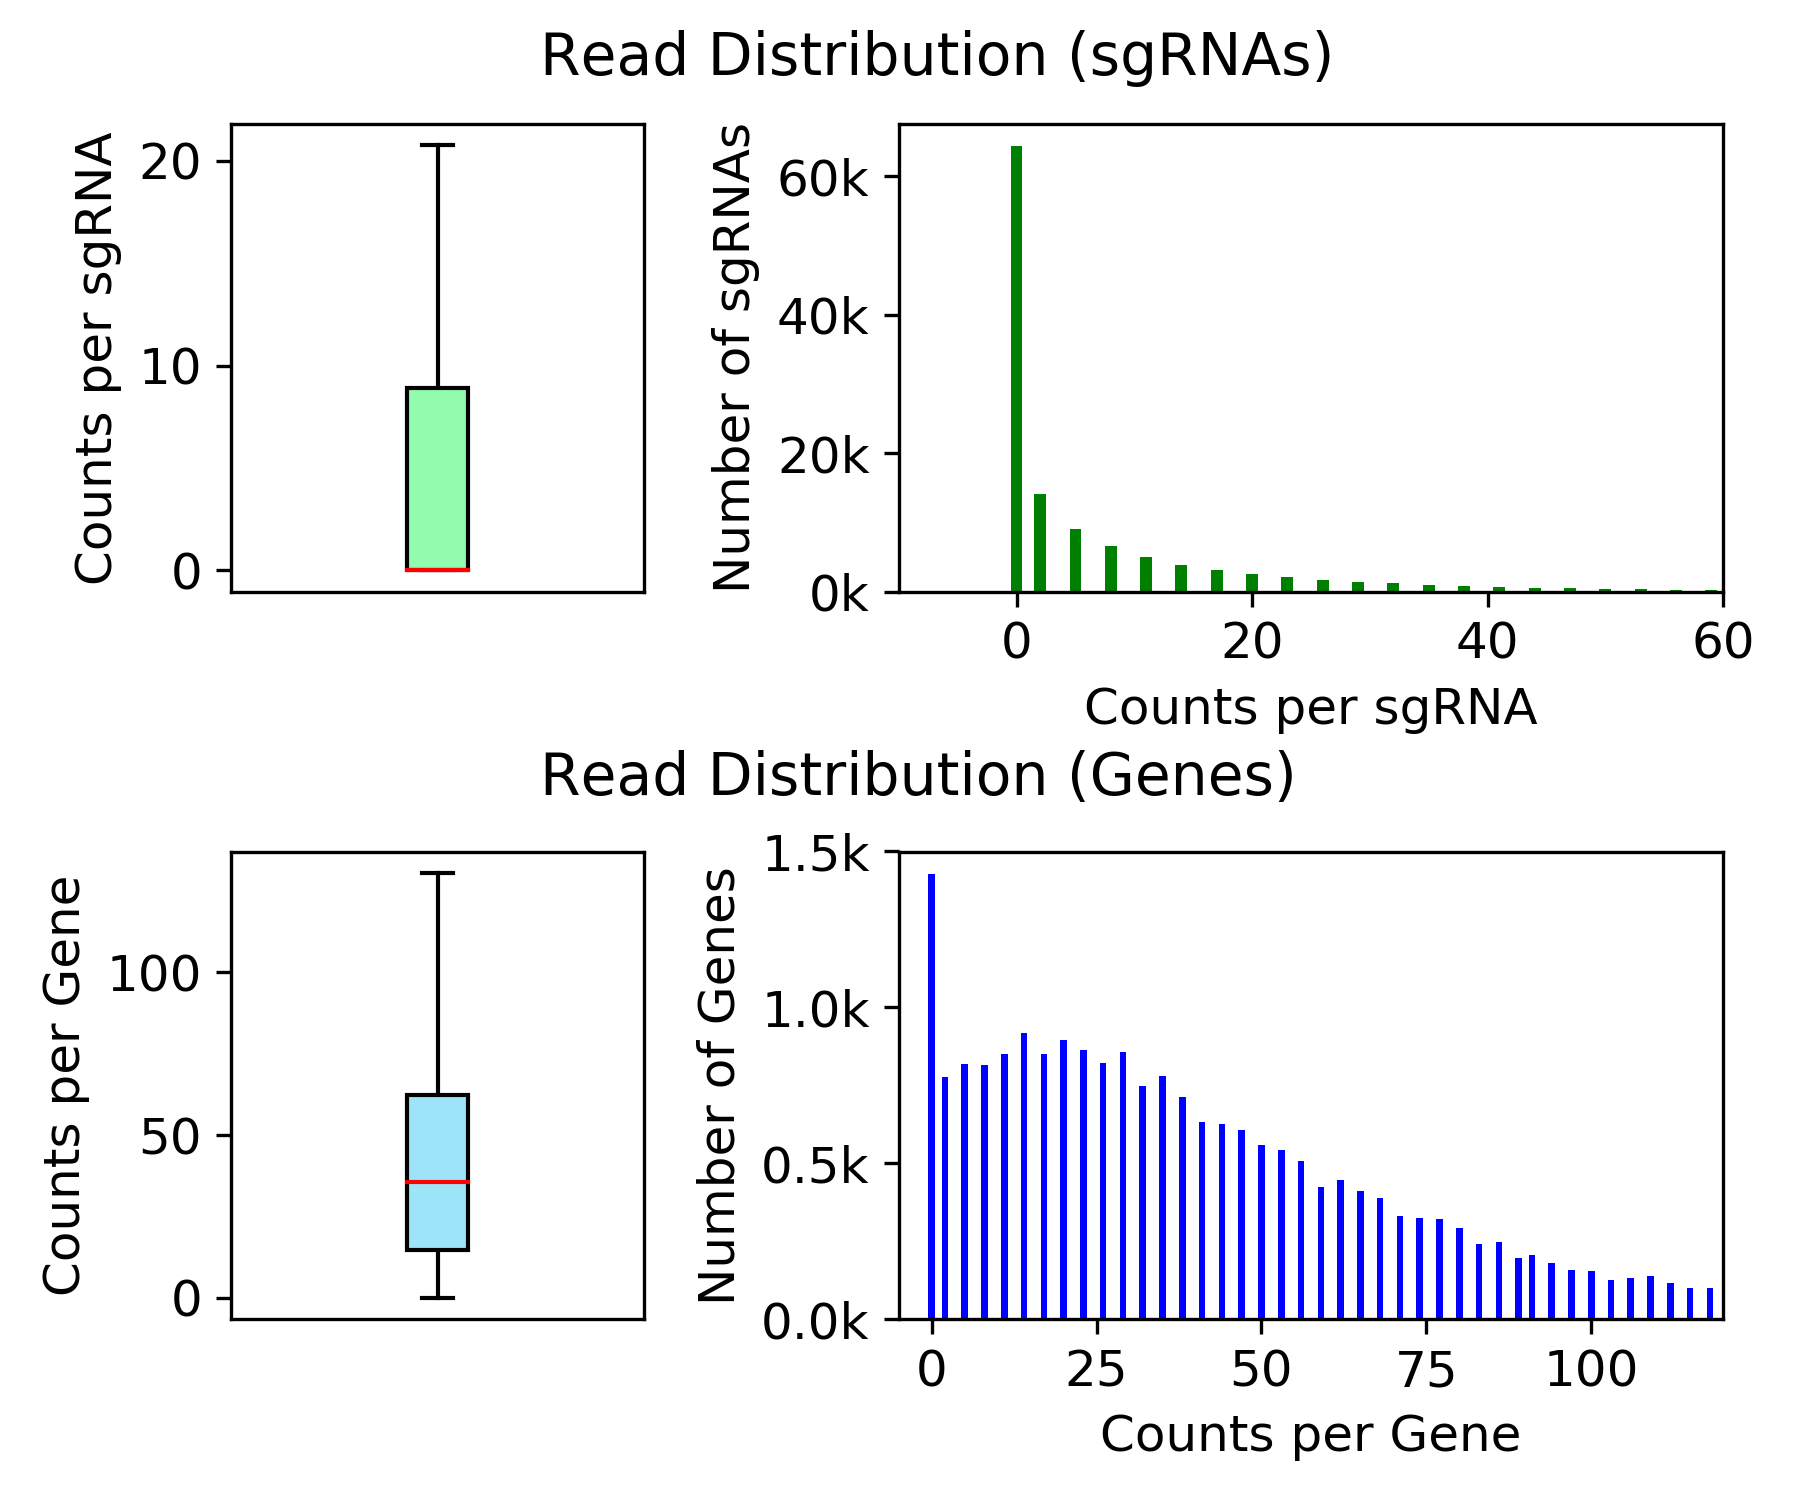 Read Distribution (sgRNAs)
Counts per sgRNA
20
10
0
Number of sgRNAs
60k
40k
20k
0k
0 20 40 60
Counts per sgRNA
Read Distribution (Genes)
Counts per Gene
100
50
0
Number of Genes
1.5k
1.0k
0.5k
0.0k
0 25 50 75 100
Counts per Gene